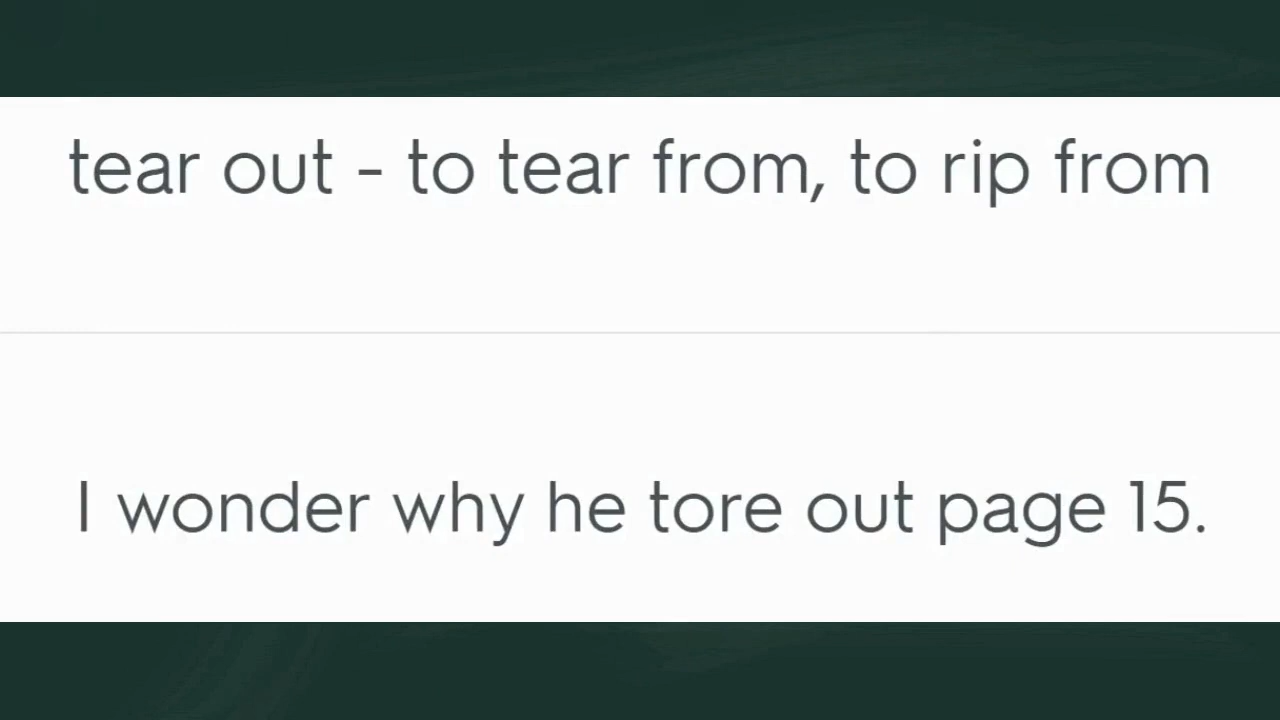 tear out - to tear from, to rip from
I wonder why he tore out page 15.